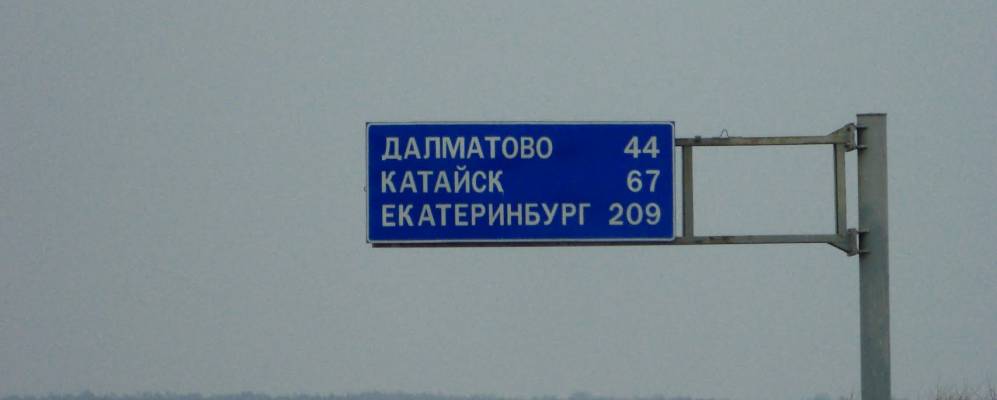 ДАЛМАТОВО 44
КАТАЙСК 67
ЕКАТЕРИНБУРГ 209